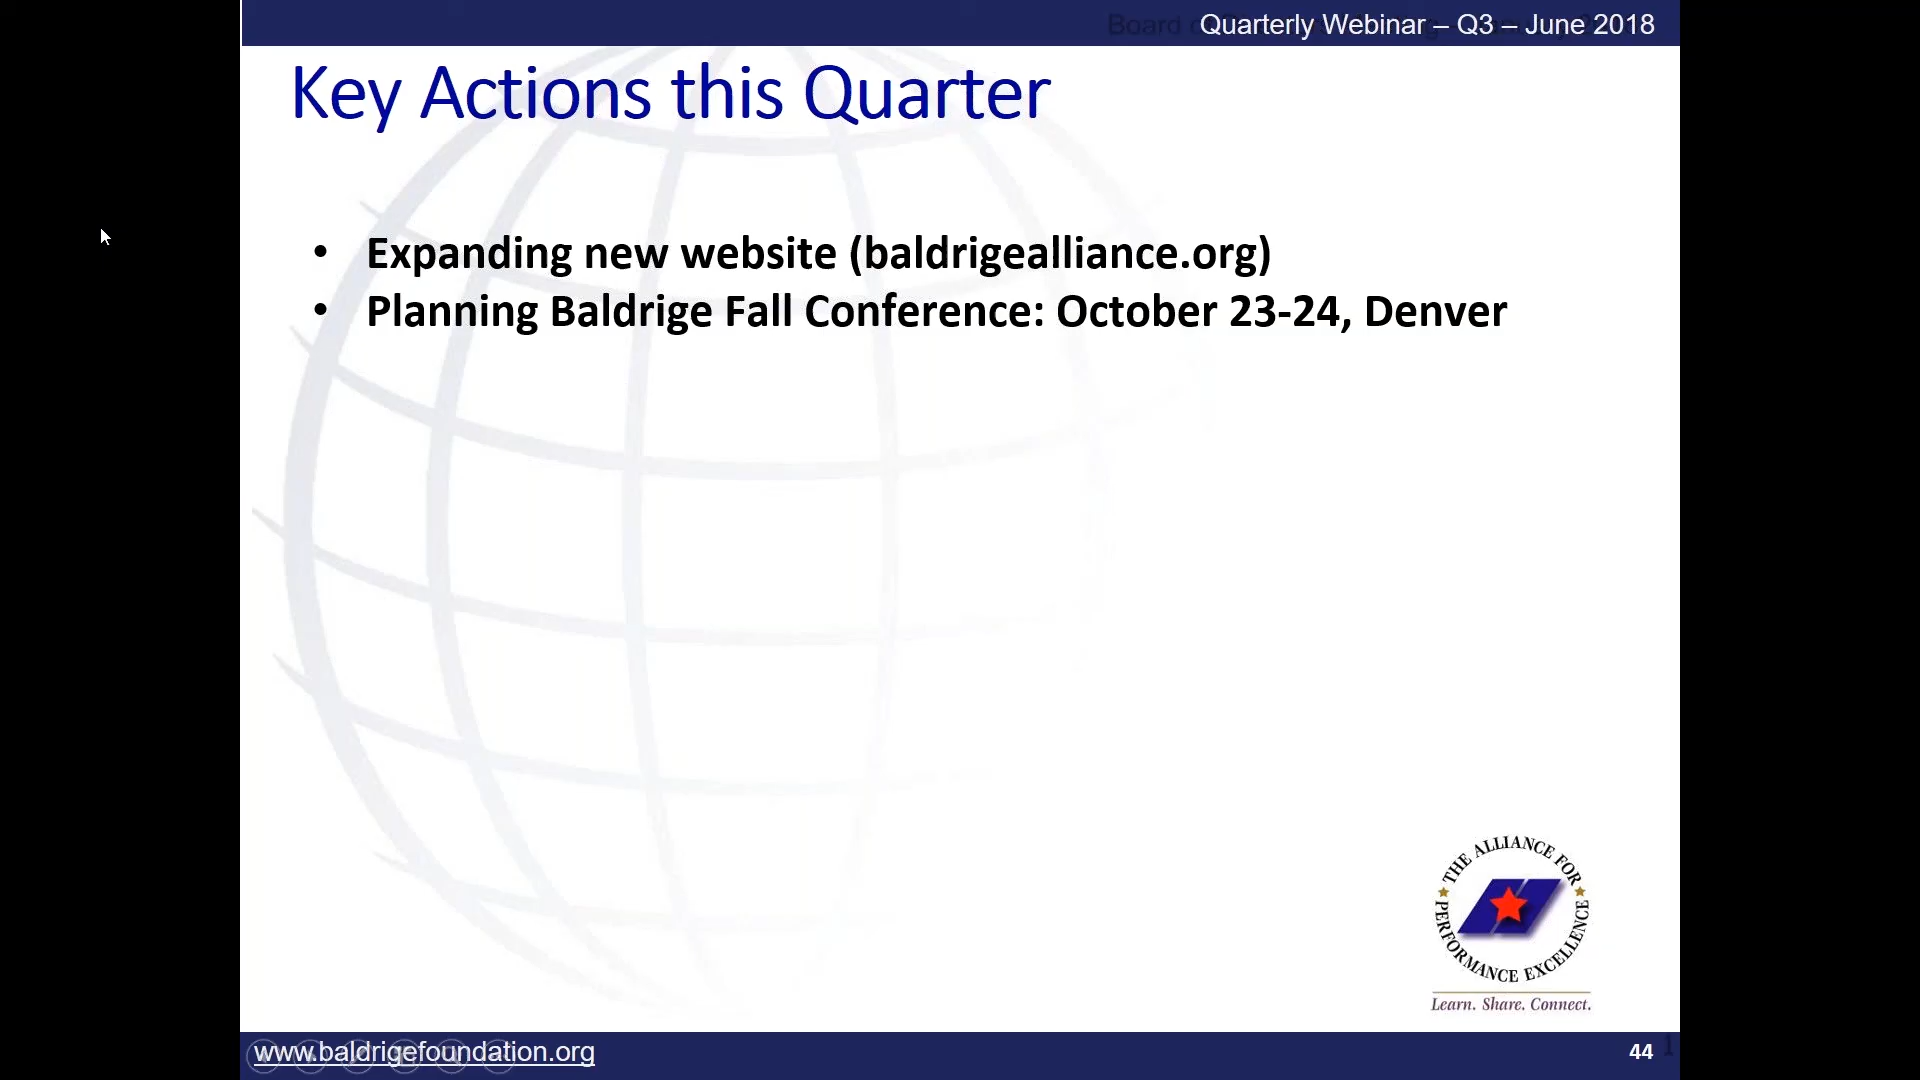 Quarterly Webinar – Q3 – June 2018
Key Actions this Quarter
• Expanding new website (baldrigealliance.org)
• Planning Baldrige Fall Conference: October 23-24, Denver
THE ALLIANCE FOR
PERFORMANCE EXCELLENCE
Learn. Share. Connect.
www.baldrigefoundation.org
44